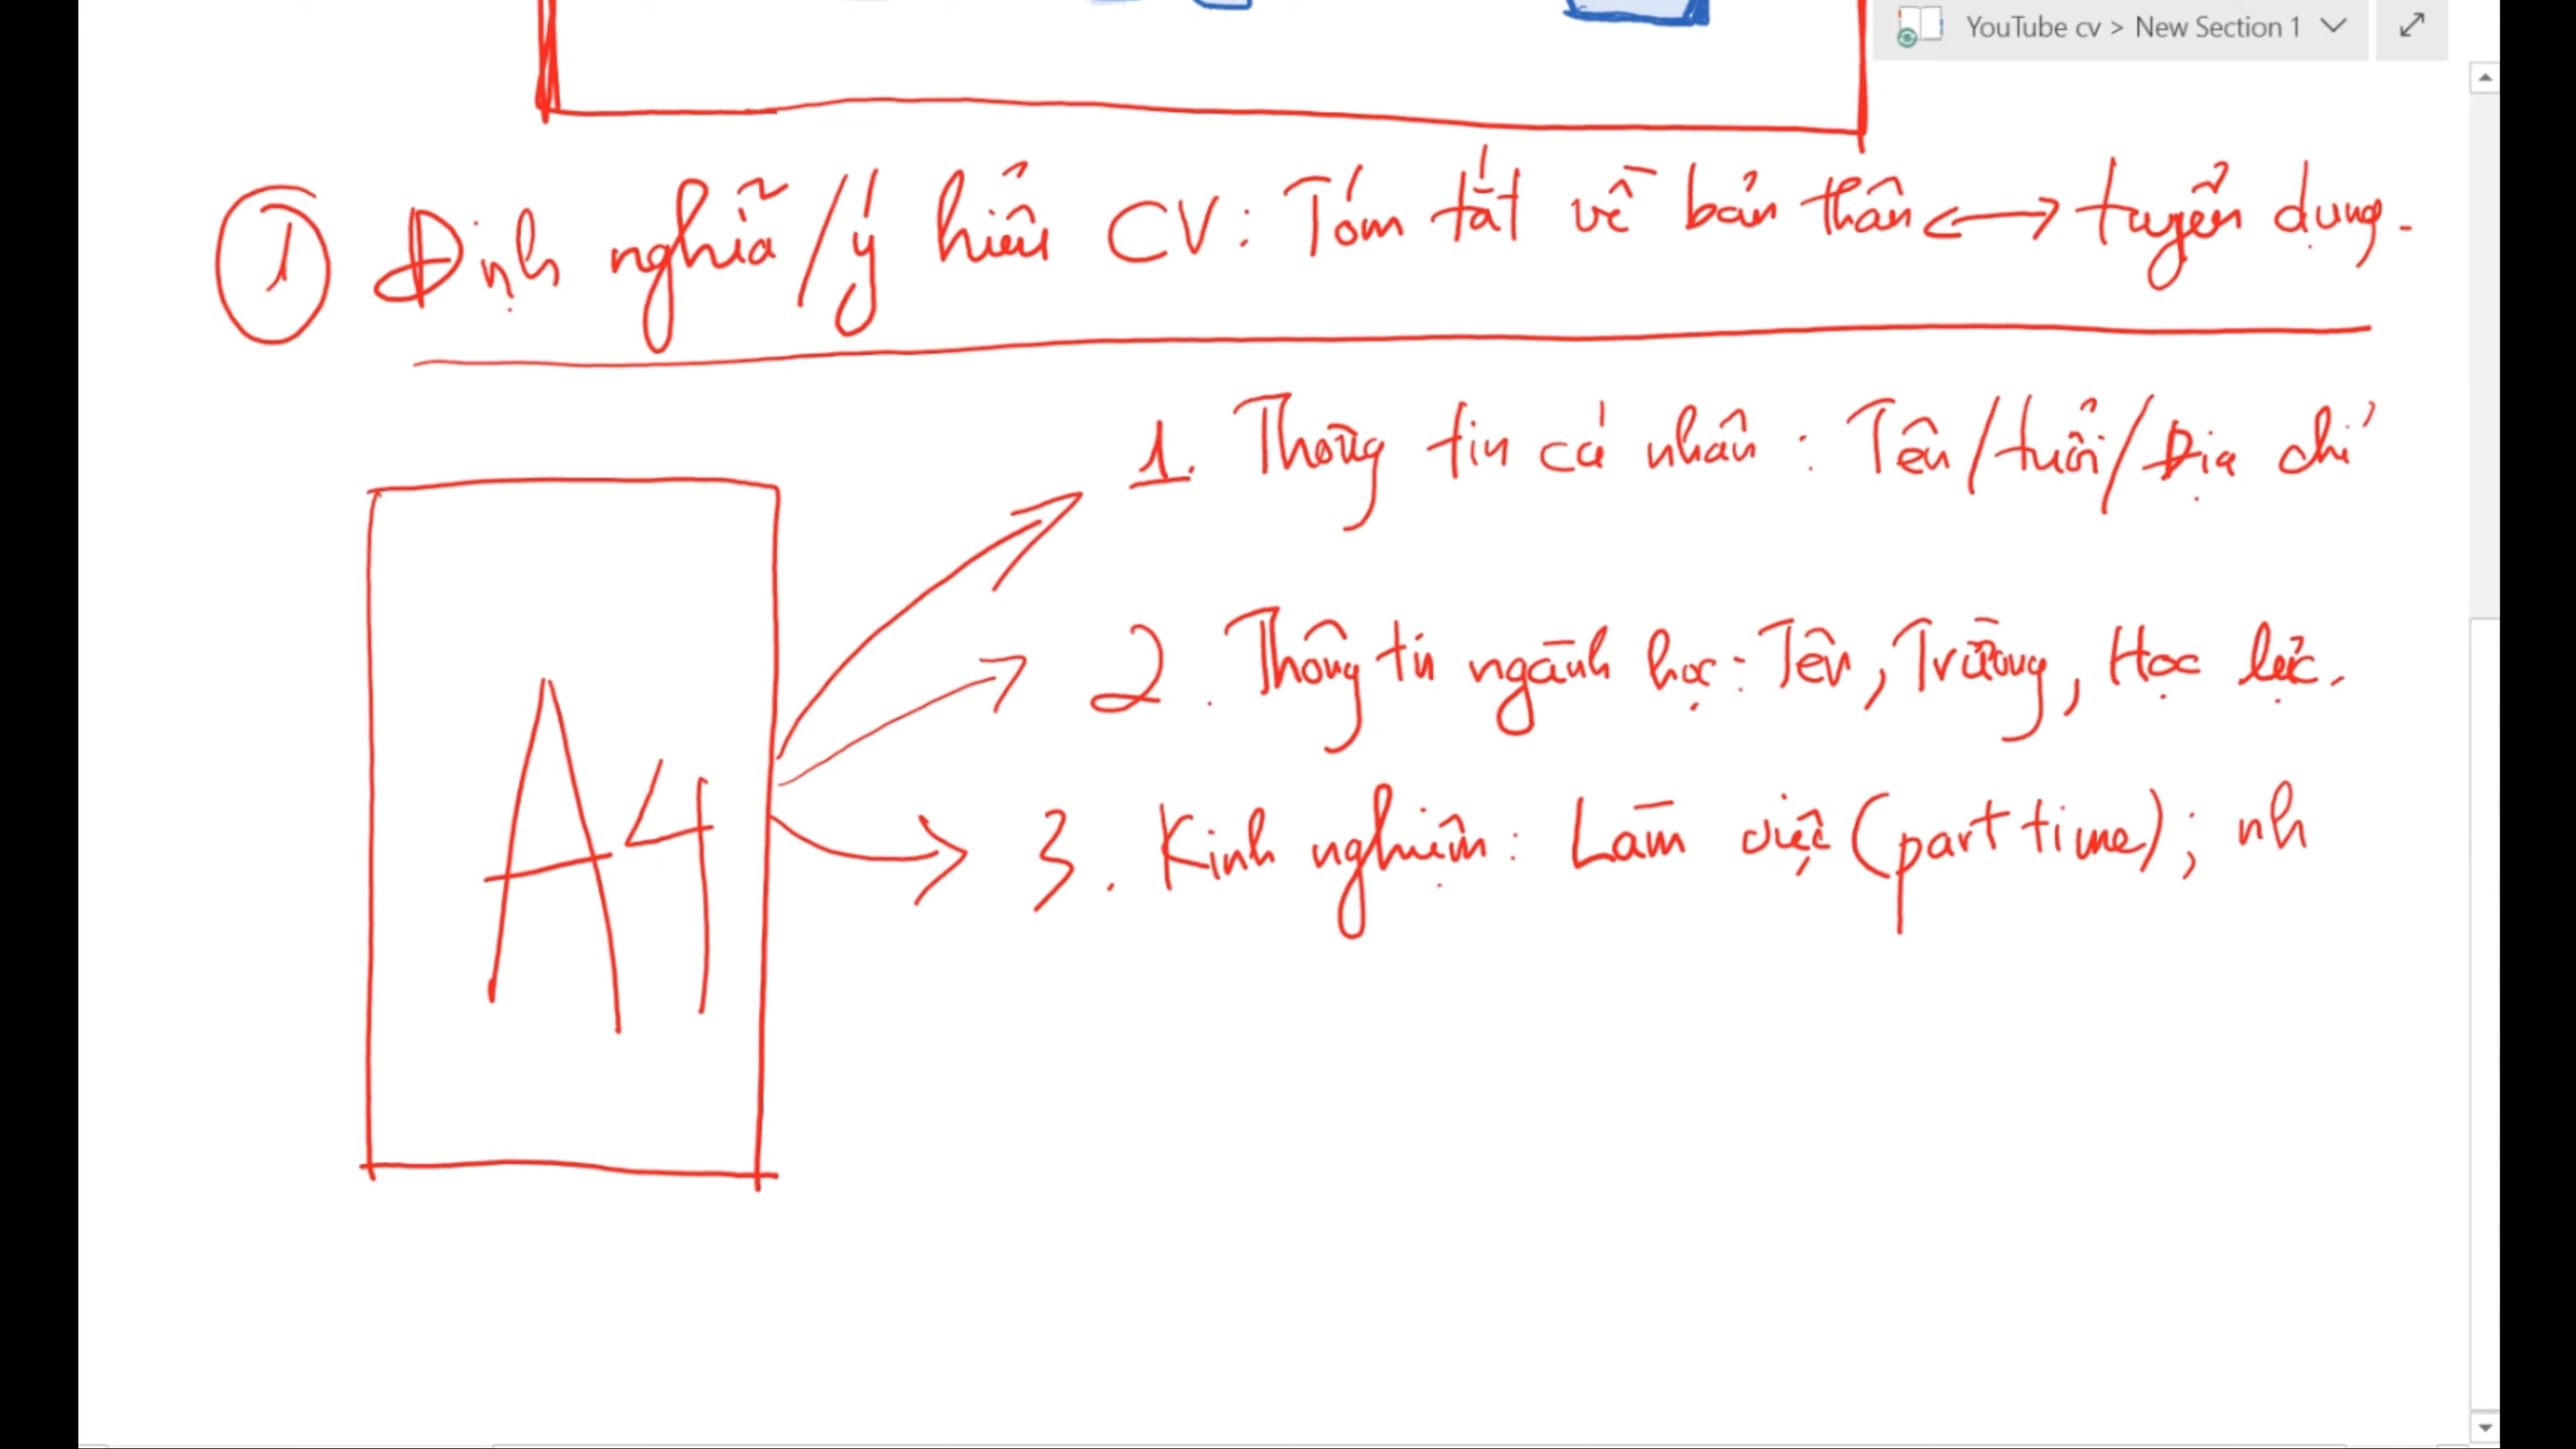 YouTube cv > New Section 1
① Định nghĩa/ý hiểu CV: Tóm tắt về bản thân ↔ tuyển dụng.
1. Thông tin cá nhân: Tên/tuổi/Địa chỉ
2. Thông tin ngành học: Tên, Trường, Học lực.
3. Kinh nghiệm: Làm việc (part time); nh
A4